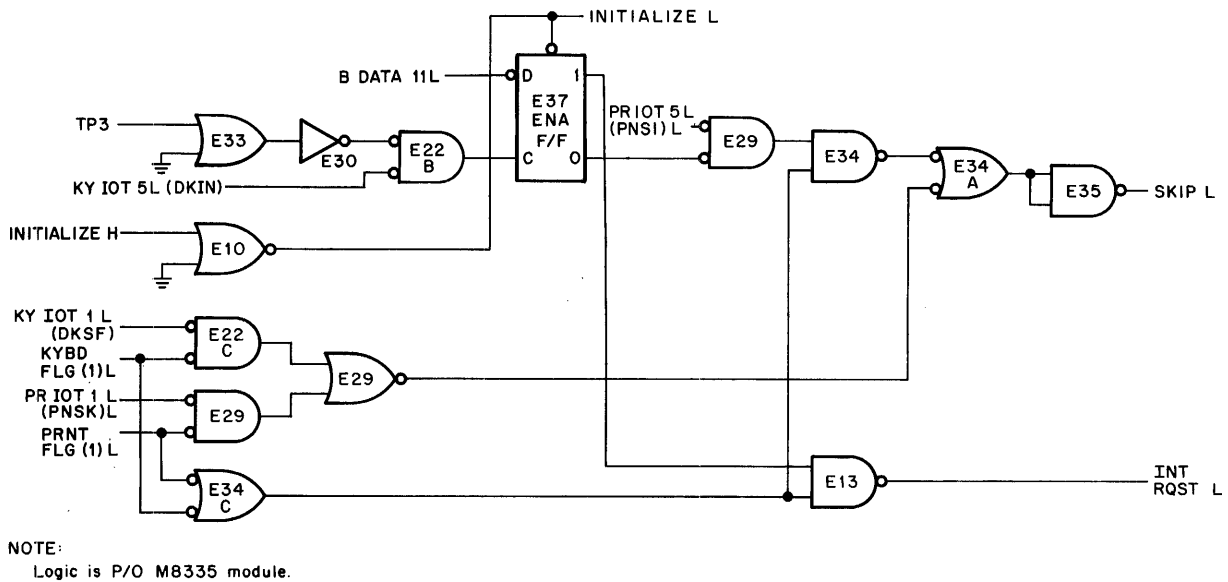 INITIALIZE L
B DATA 11L
D 1
E37
ENA
F/F
C 0
TP3
E33
E30
E22
B
KY IOT 5L (DKIN)
PR IOT 5L
(PNSI) L
E29
E34
E34
A
E35
SKIP L
INITIALIZE H
E10
KY IOT 1 L
(DKSF)
KYBD
FLG (1) L
E22
C
E29
PR IOT 1 L
(PNSK)L
PRNT
FLG (1) L
E29
E34
C
E13
INT
RQST L
NOTE:
Logic is P/O M8335 module.